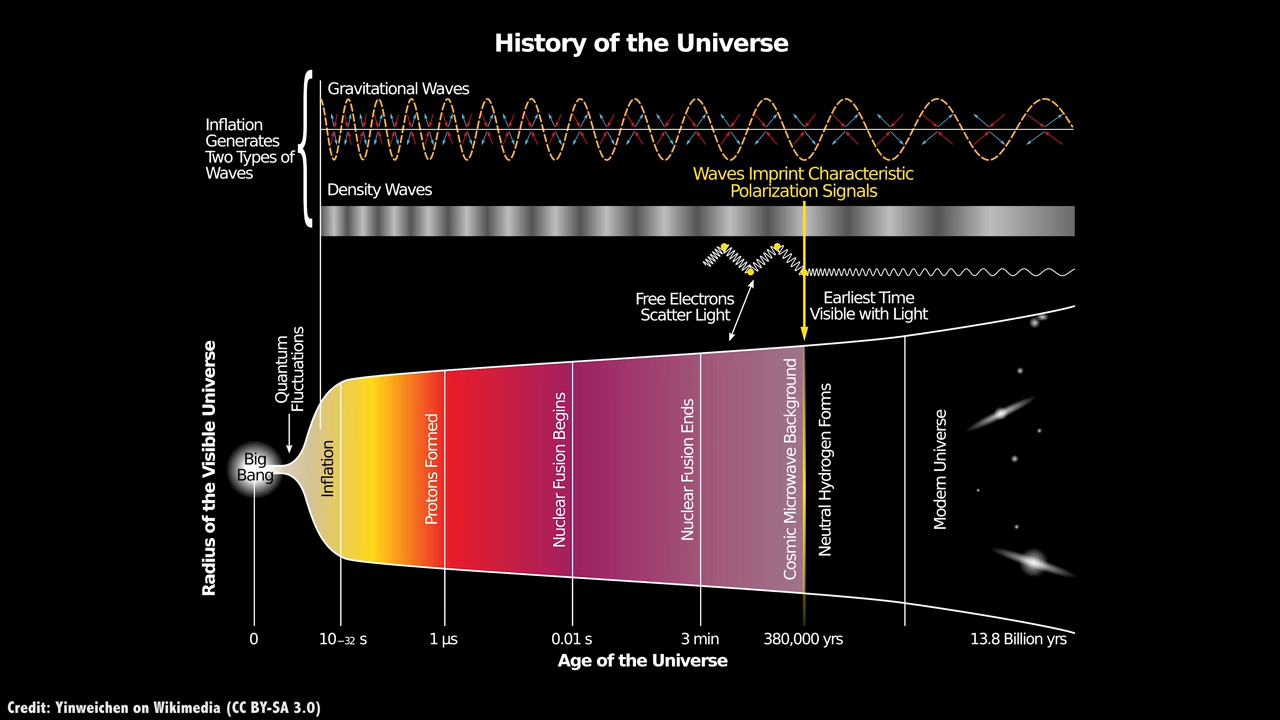 History of the Universe
Gravitational Waves
Inflation
Generates
Two Types of
Waves
Waves Imprint Characteristic
Polarization Signals
Density Waves
Free Electrons
Scatter Light
Earliest Time
Visible with Light
Radius of the Visible Universe
Quantum
Fluctuations
Big
Bang
Inflation
Protons Formed
Nuclear Fusion Begins
Nuclear Fusion Ends
Cosmic Microwave Background
Neutral Hydrogen Forms
Modern Universe
0
10–32 s
1 µs
0.01 s
3 min
380,000 yrs
13.8 Billion yrs
Age of the Universe
Credit: Yinweichen on Wikimedia (CC BY-SA 3.0)